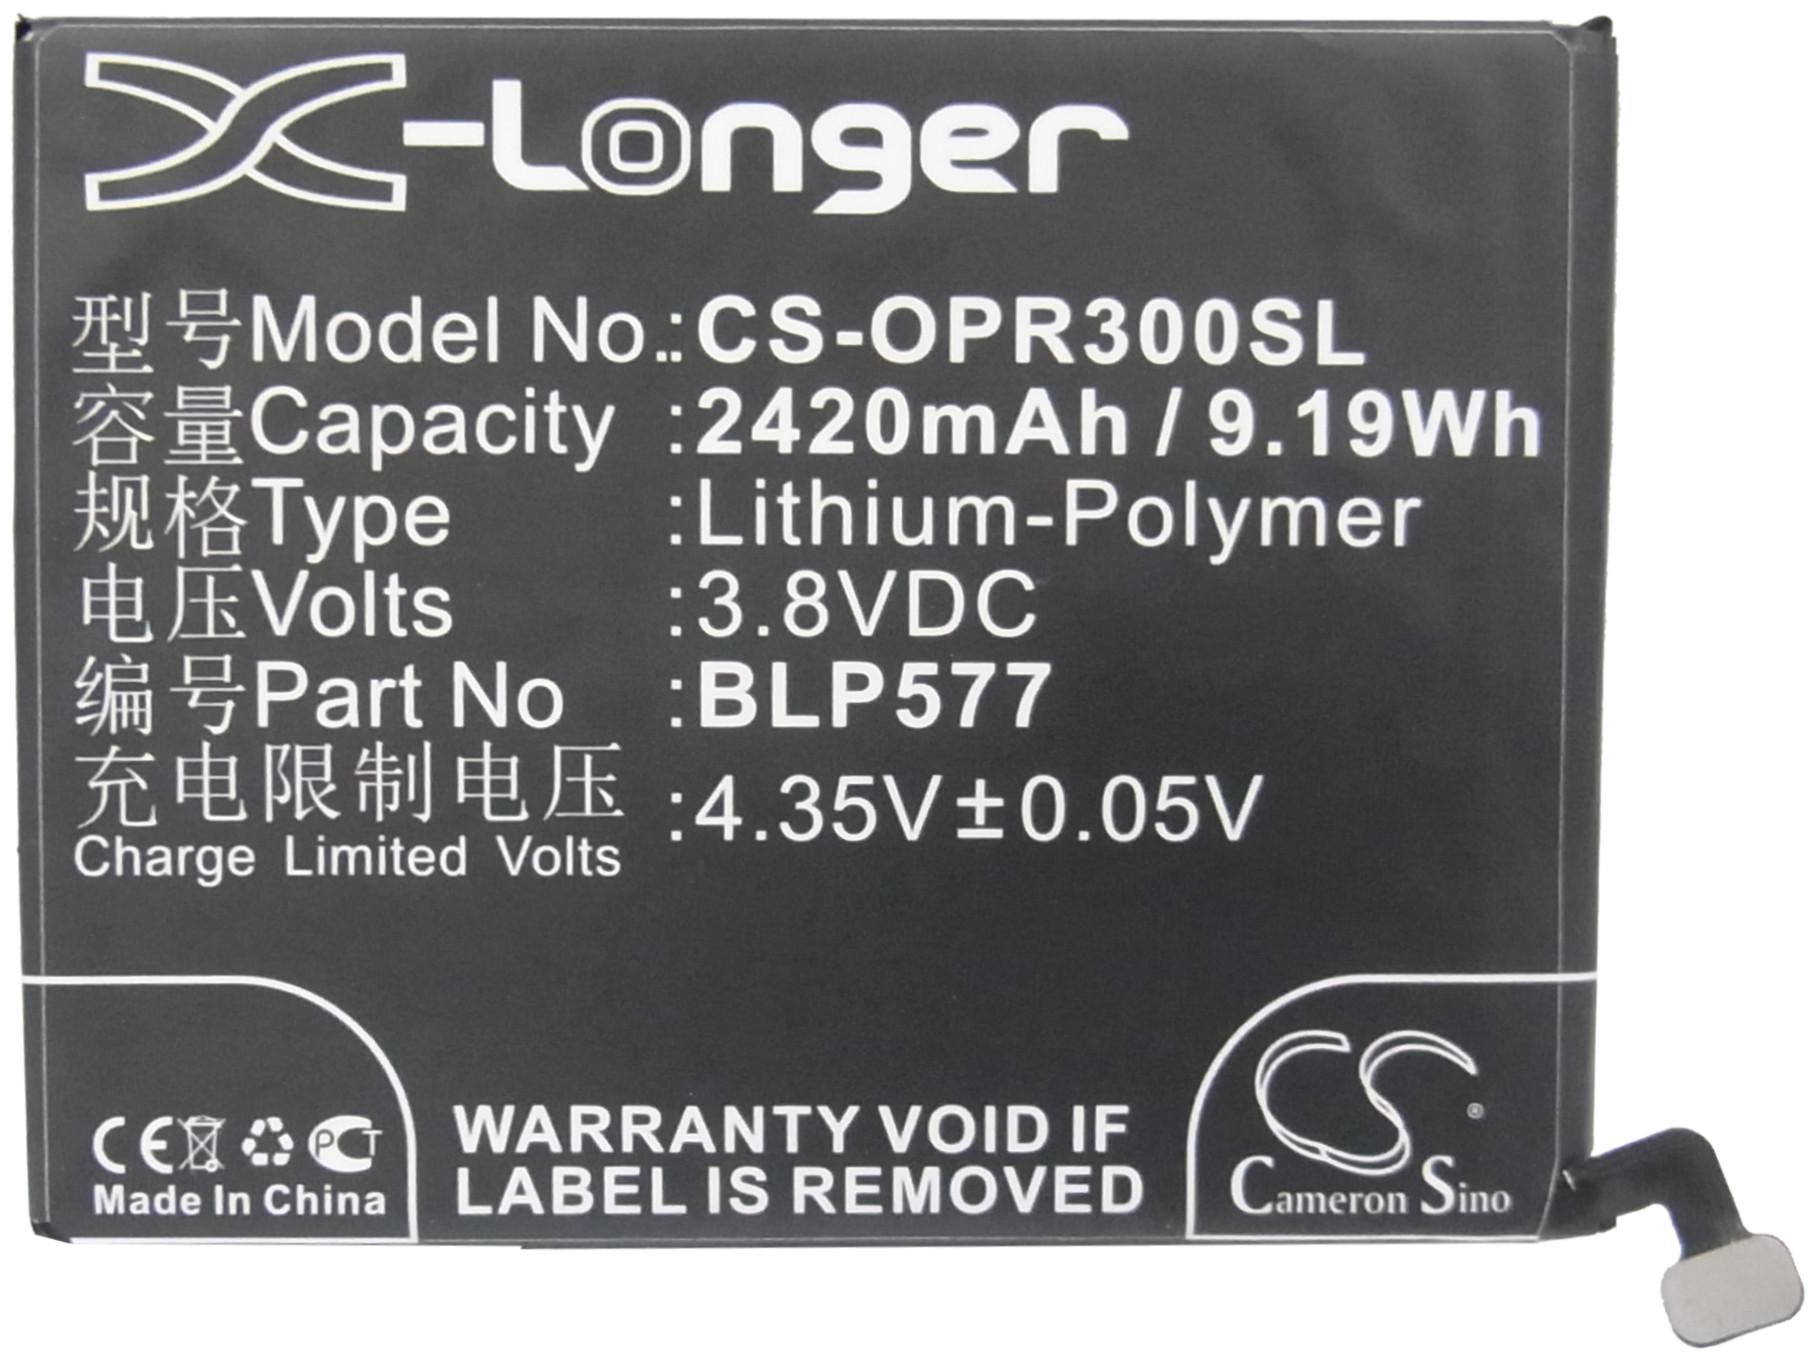 X-Longer
型号Model No.:CS-OPR300SL
容量Capacity :2420mAh / 9.19Wh
规格Type :Lithium-Polymer
电压Volts :3.8VDC
编号Part No :BLP577
充电限制电压 :4.35V±0.05V
Charge Limited Volts
CE PCT
Made In China
WARRANTY VOID IF
LABEL IS REMOVED
CS ®
Cameron Sino